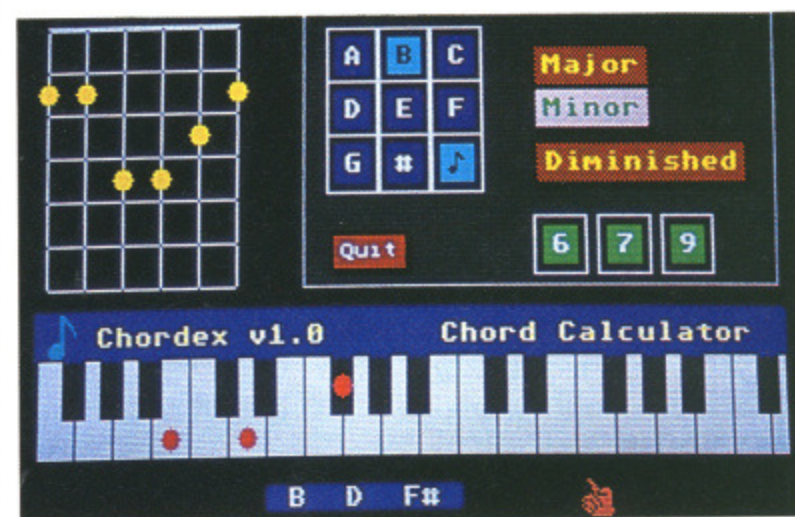 A B C
D E F
G # ♪
Major
Minor
Diminished
Quit
6 7 9
Chordex v1.0 Chord Calculator
B D F#